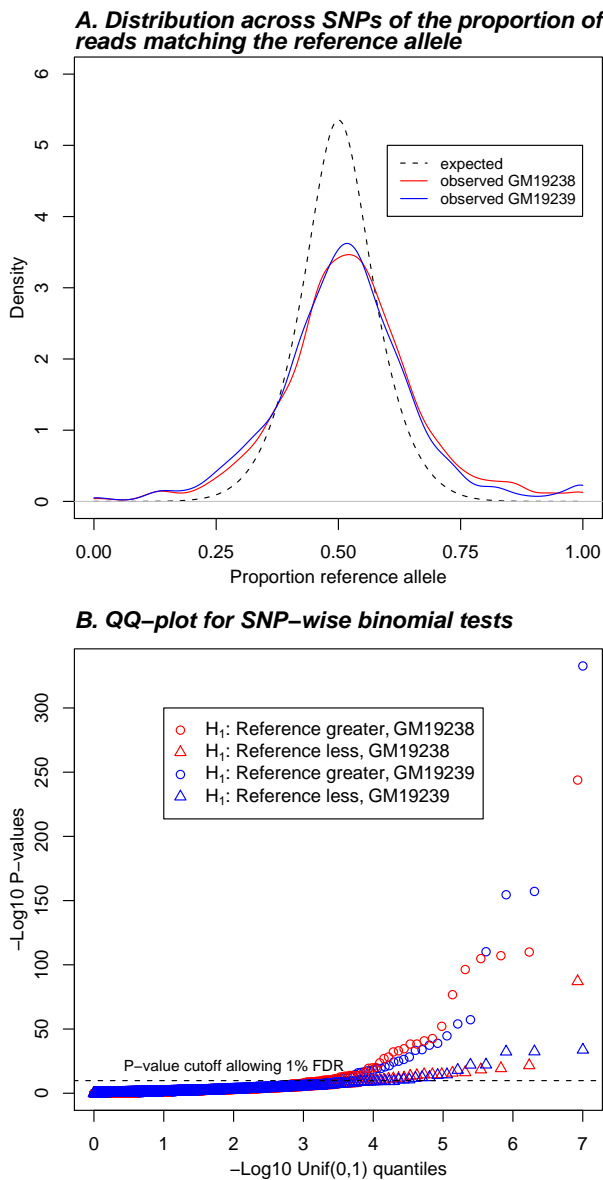 A. Distribution across SNPs of the proportion of
reads matching the reference allele
6
5
4
3
2
1
0
Density
expected
observed GM19238
observed GM19239
0.00 0.25 0.50 0.75 1.00
Proportion reference allele
B. QQ−plot for SNP−wise binomial tests
300
250
200
150
100
50
0
−Log10 P−values
H1: Reference greater, GM19238
H1: Reference less, GM19238
H1: Reference greater, GM19239
H1: Reference less, GM19239
P−value cutoff allowing 1% FDR
0 1 2 3 4 5 6 7
−Log10 Unif(0,1) quantiles